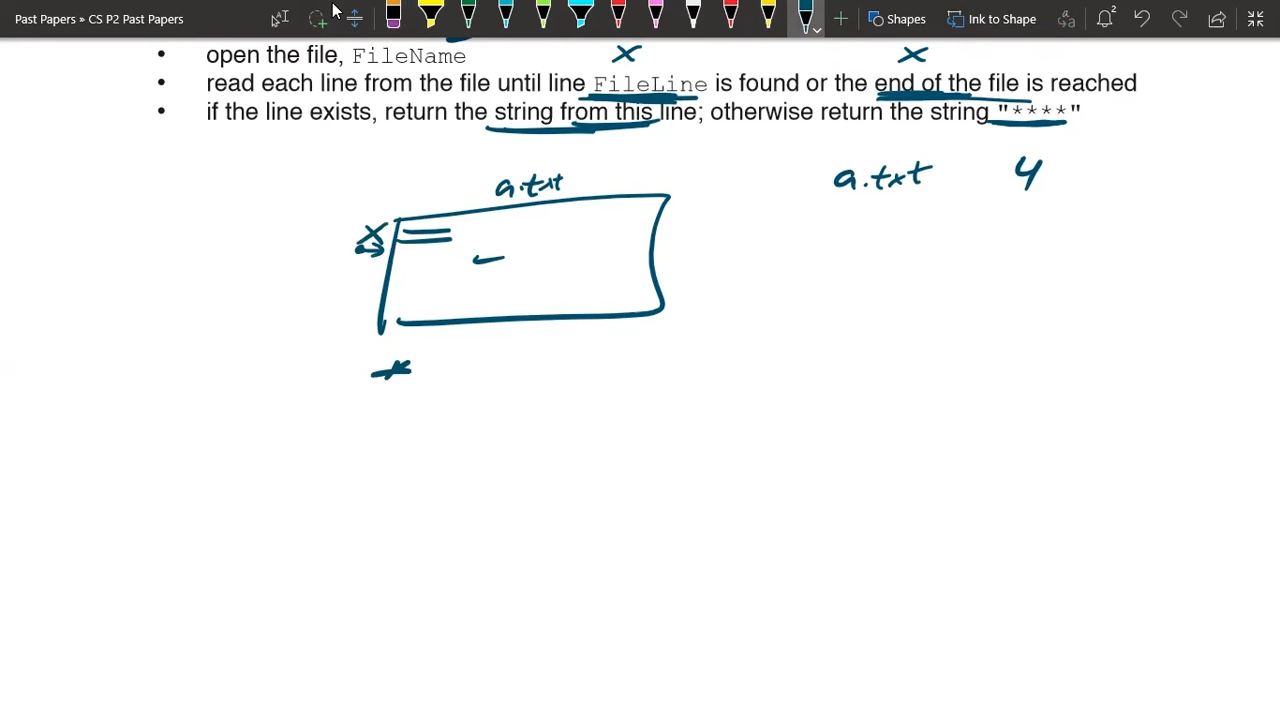 Past Papers » CS P2 Past Papers
Shapes
Ink to Shape
2
• open the file, FileName
x x
• read each line from the file until line FileLine is found or the end of the file is reached
• if the line exists, return the string from this line; otherwise return the string "****"
a.txt
a.txt 4
x